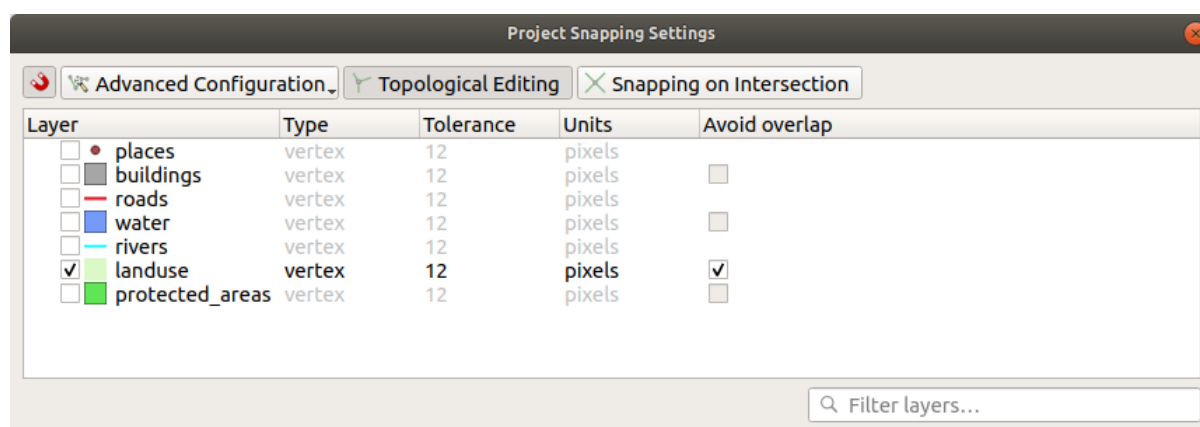 Project Snapping Settings
Advanced Configuration Topological Editing Snapping on Intersection
Layer Type Tolerance Units Avoid overlap
places vertex 12 pixels
buildings vertex 12 pixels
roads vertex 12 pixels
water vertex 12 pixels
rivers vertex 12 pixels
landuse vertex 12 pixels
protected_areas vertex 12 pixels
Filter layers...